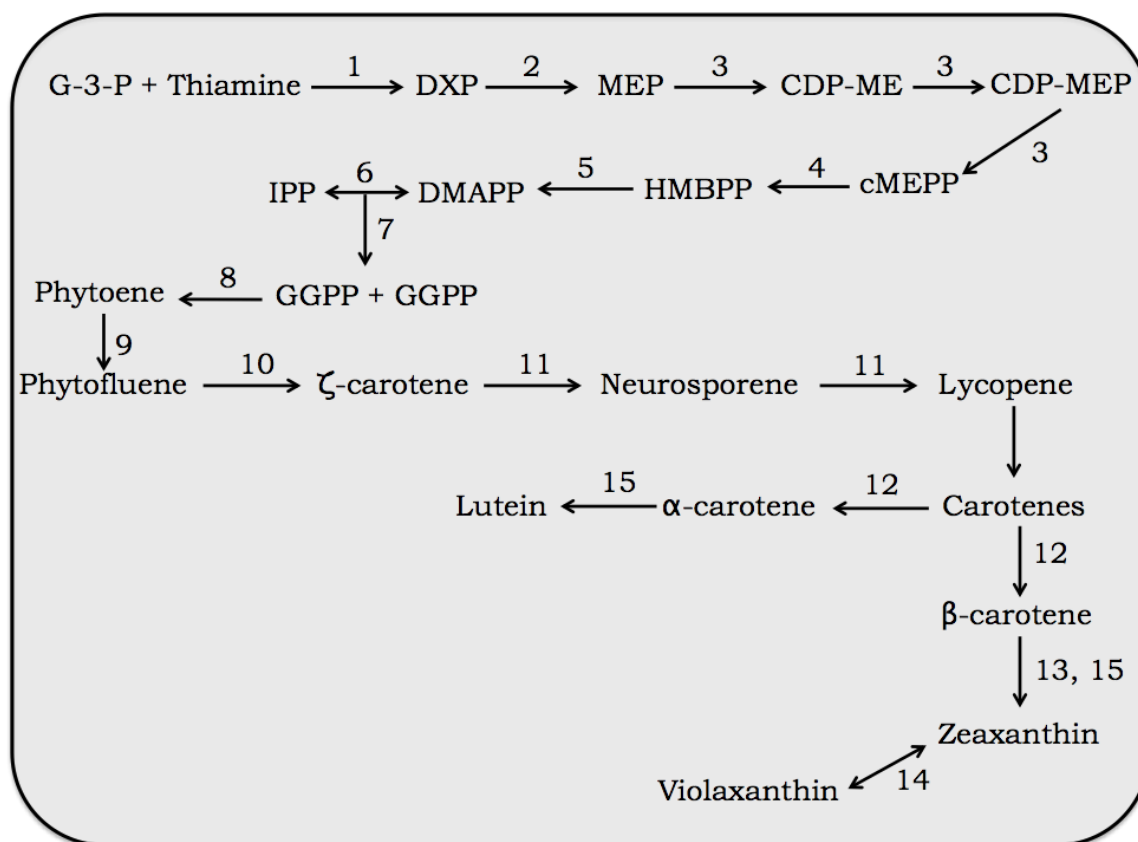 1 2 3 3
G-3-P + Thiamine DXP MEP CDP-ME CDP-MEP
3
6 5 4
IPP DMAPP HMBPP cMEPP
7
8
Phytoene GGPP + GGPP
9
10 11 11
Phytofluene ζ-carotene Neurosporene Lycopene
15 12
Lutein α-carotene Carotenes
12
β-carotene
13, 15
Zeaxanthin
14
Violaxanthin